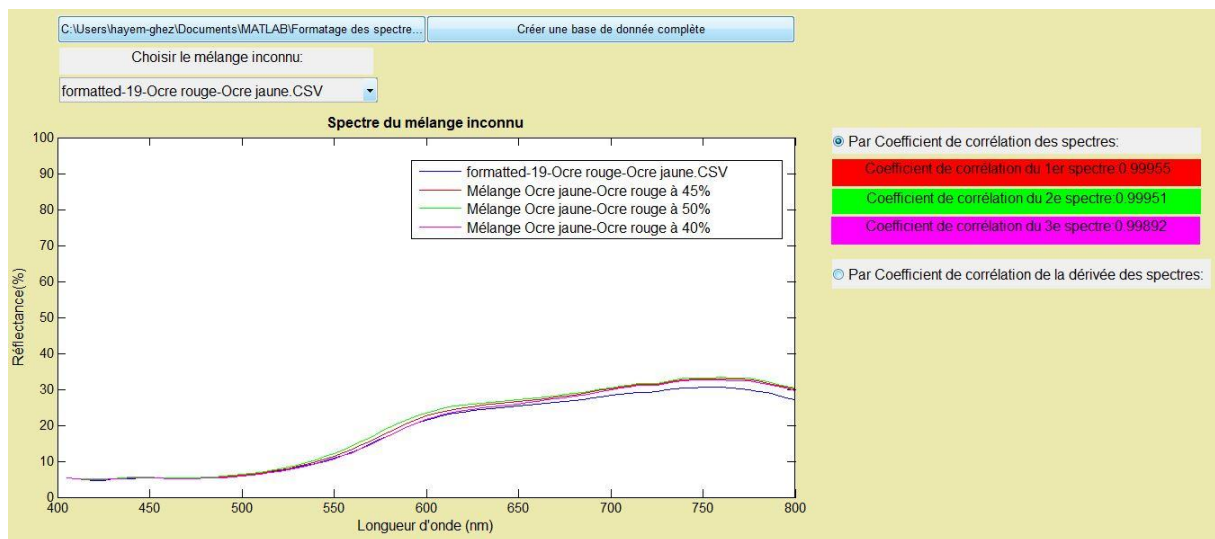 C:\Users\hayem-ghez\Documents\MATLAB\Formatage des spectre...
Créer une base de donnée complète
Choisir le mélange inconnu:
formatted-19-Ocre rouge-Ocre jaune.CSV
Spectre du mélange inconnu
100
90
80
70
60
50
40
30
20
10
0
Réflectance(%)
formatted-19-Ocre rouge-Ocre jaune.CSV
Mélange Ocre jaune-Ocre rouge à 45%
Mélange Ocre jaune-Ocre rouge à 50%
Mélange Ocre jaune-Ocre rouge à 40%
400 450 500 550 600 650 700 750 800
Longueur d'onde (nm)
Par Coefficient de corrélation des spectres:
Coefficient de corrélation du 1er spectre:0.99955
Coefficient de corrélation du 2e spectre:0.99951
Coefficient de corrélation du 3e spectre:0.99892
Par Coefficient de corrélation de la dérivée des spectres: